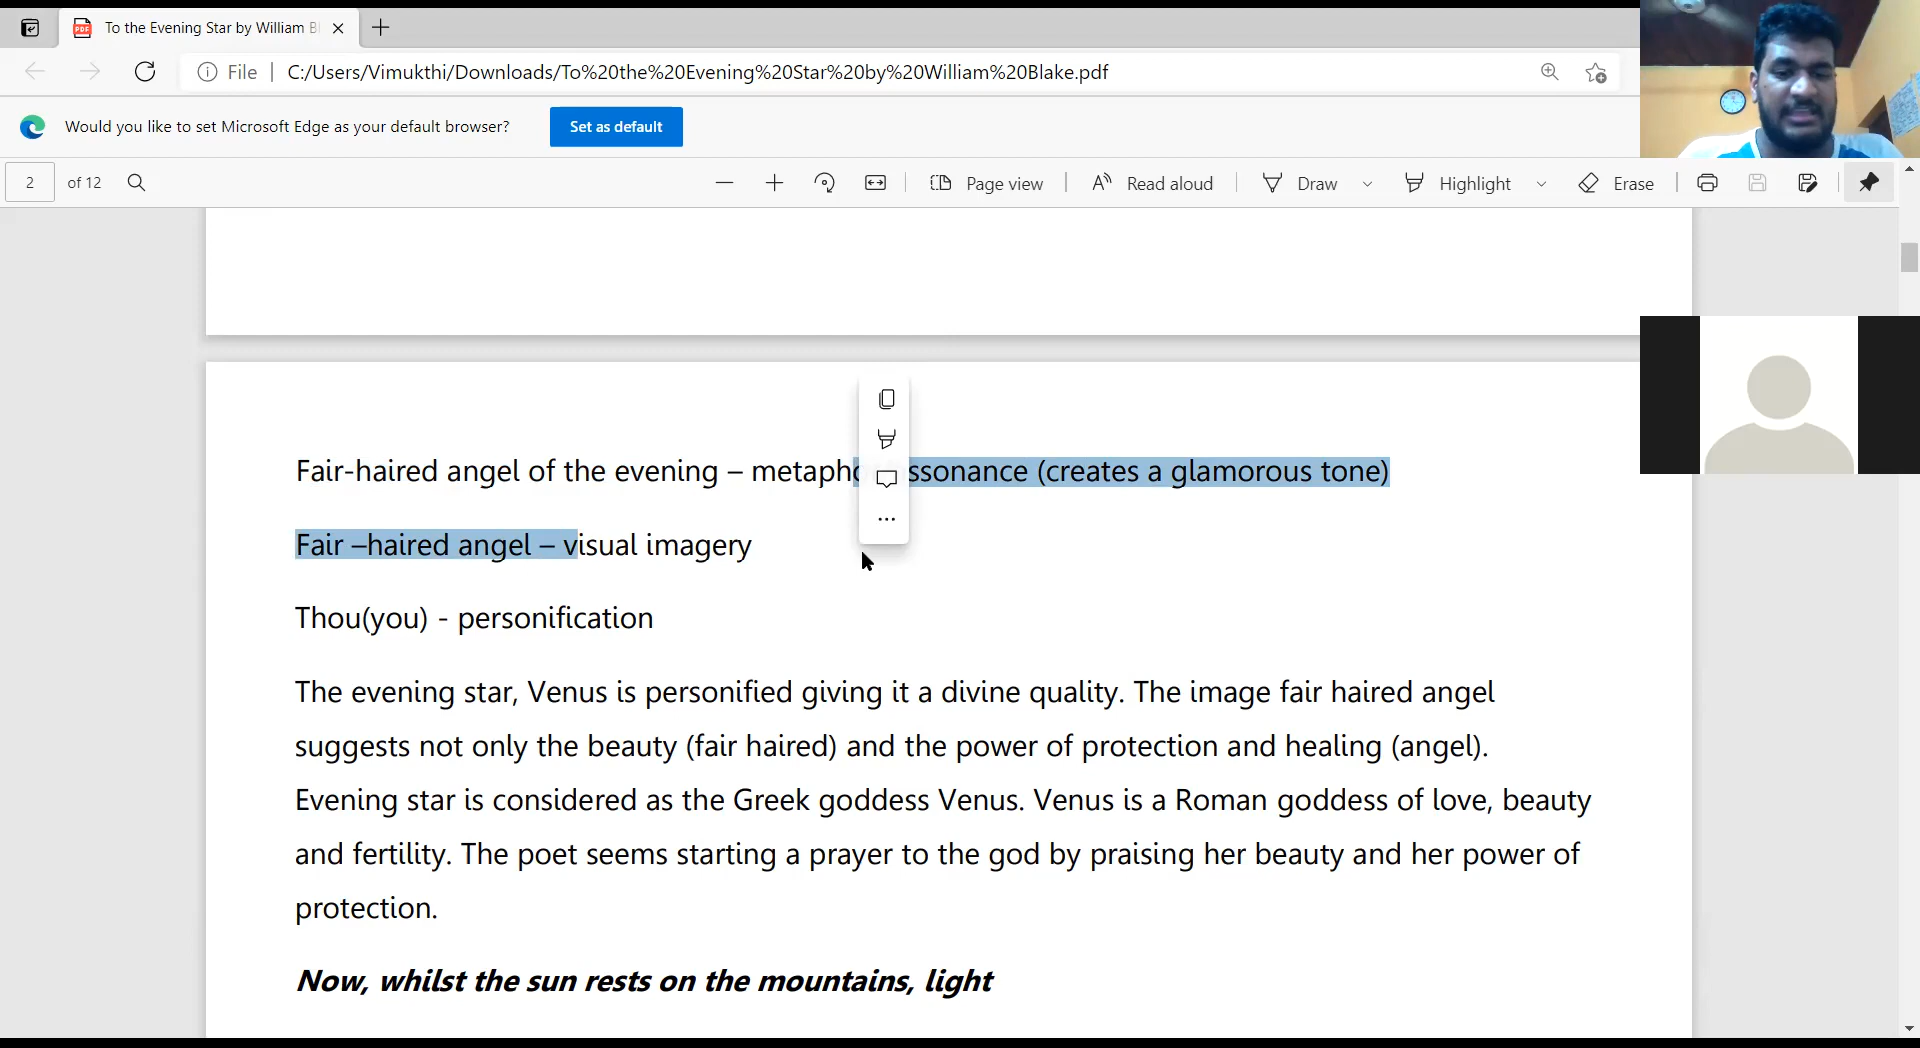 To the Evening Star by William B
File
C:/Users/Vimukthi/Downloads/To%20the%20Evening%20Star%20by%20William%20Blake.pdf
Would you like to set Microsoft Edge as your default browser?
Set as default
2 of 12
Page view
Read aloud
Draw
Highlight
Erase
Fair-haired angel of the evening – metapho ssonance (creates a glamorous tone)
Fair –haired angel – visual imagery
Thou(you) - personification
The evening star, Venus is personified giving it a divine quality. The image fair haired angel
suggests not only the beauty (fair haired) and the power of protection and healing (angel).
Evening star is considered as the Greek goddess Venus. Venus is a Roman goddess of love, beauty
and fertility. The poet seems starting a prayer to the god by praising her beauty and her power of
protection.
Now, whilst the sun rests on the mountains, light